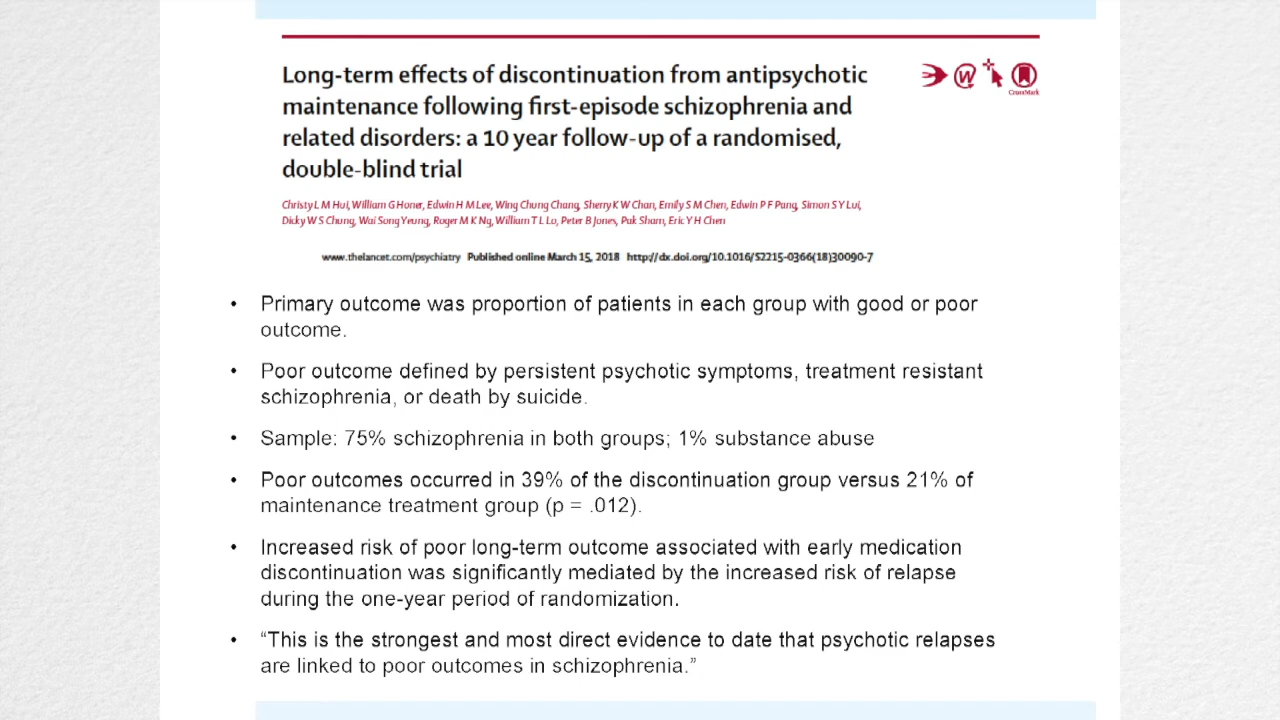 Long-term effects of discontinuation from antipsychotic
maintenance following first-episode schizophrenia and
related disorders: a 10 year follow-up of a randomised,
double-blind trial
CrossMark
Christy L M Hui, William G Honer, Edwin H M Lee, Wing Chung Chang, Sherry K W Chan, Emily S M Chen, Edwin P F Pang, Simon S Y Lui,
Dicky W S Chung, Wai Song Yeung, Roger M K Ng, William T L Lo, Peter B Jones, Pak Sham, Eric Y H Chen
www.thelancet.com/psychiatry Published online March 15, 2018 http://dx.doi.org/10.1016/S2215-0366(18)30090-7
• Primary outcome was proportion of patients in each group with good or poor
outcome.
• Poor outcome defined by persistent psychotic symptoms, treatment resistant
schizophrenia, or death by suicide.
• Sample: 75% schizophrenia in both groups; 1% substance abuse
• Poor outcomes occurred in 39% of the discontinuation group versus 21% of
maintenance treatment group (p = .012).
• Increased risk of poor long-term outcome associated with early medication
discontinuation was significantly mediated by the increased risk of relapse
during the one-year period of randomization.
• “This is the strongest and most direct evidence to date that psychotic relapses
are linked to poor outcomes in schizophrenia.”